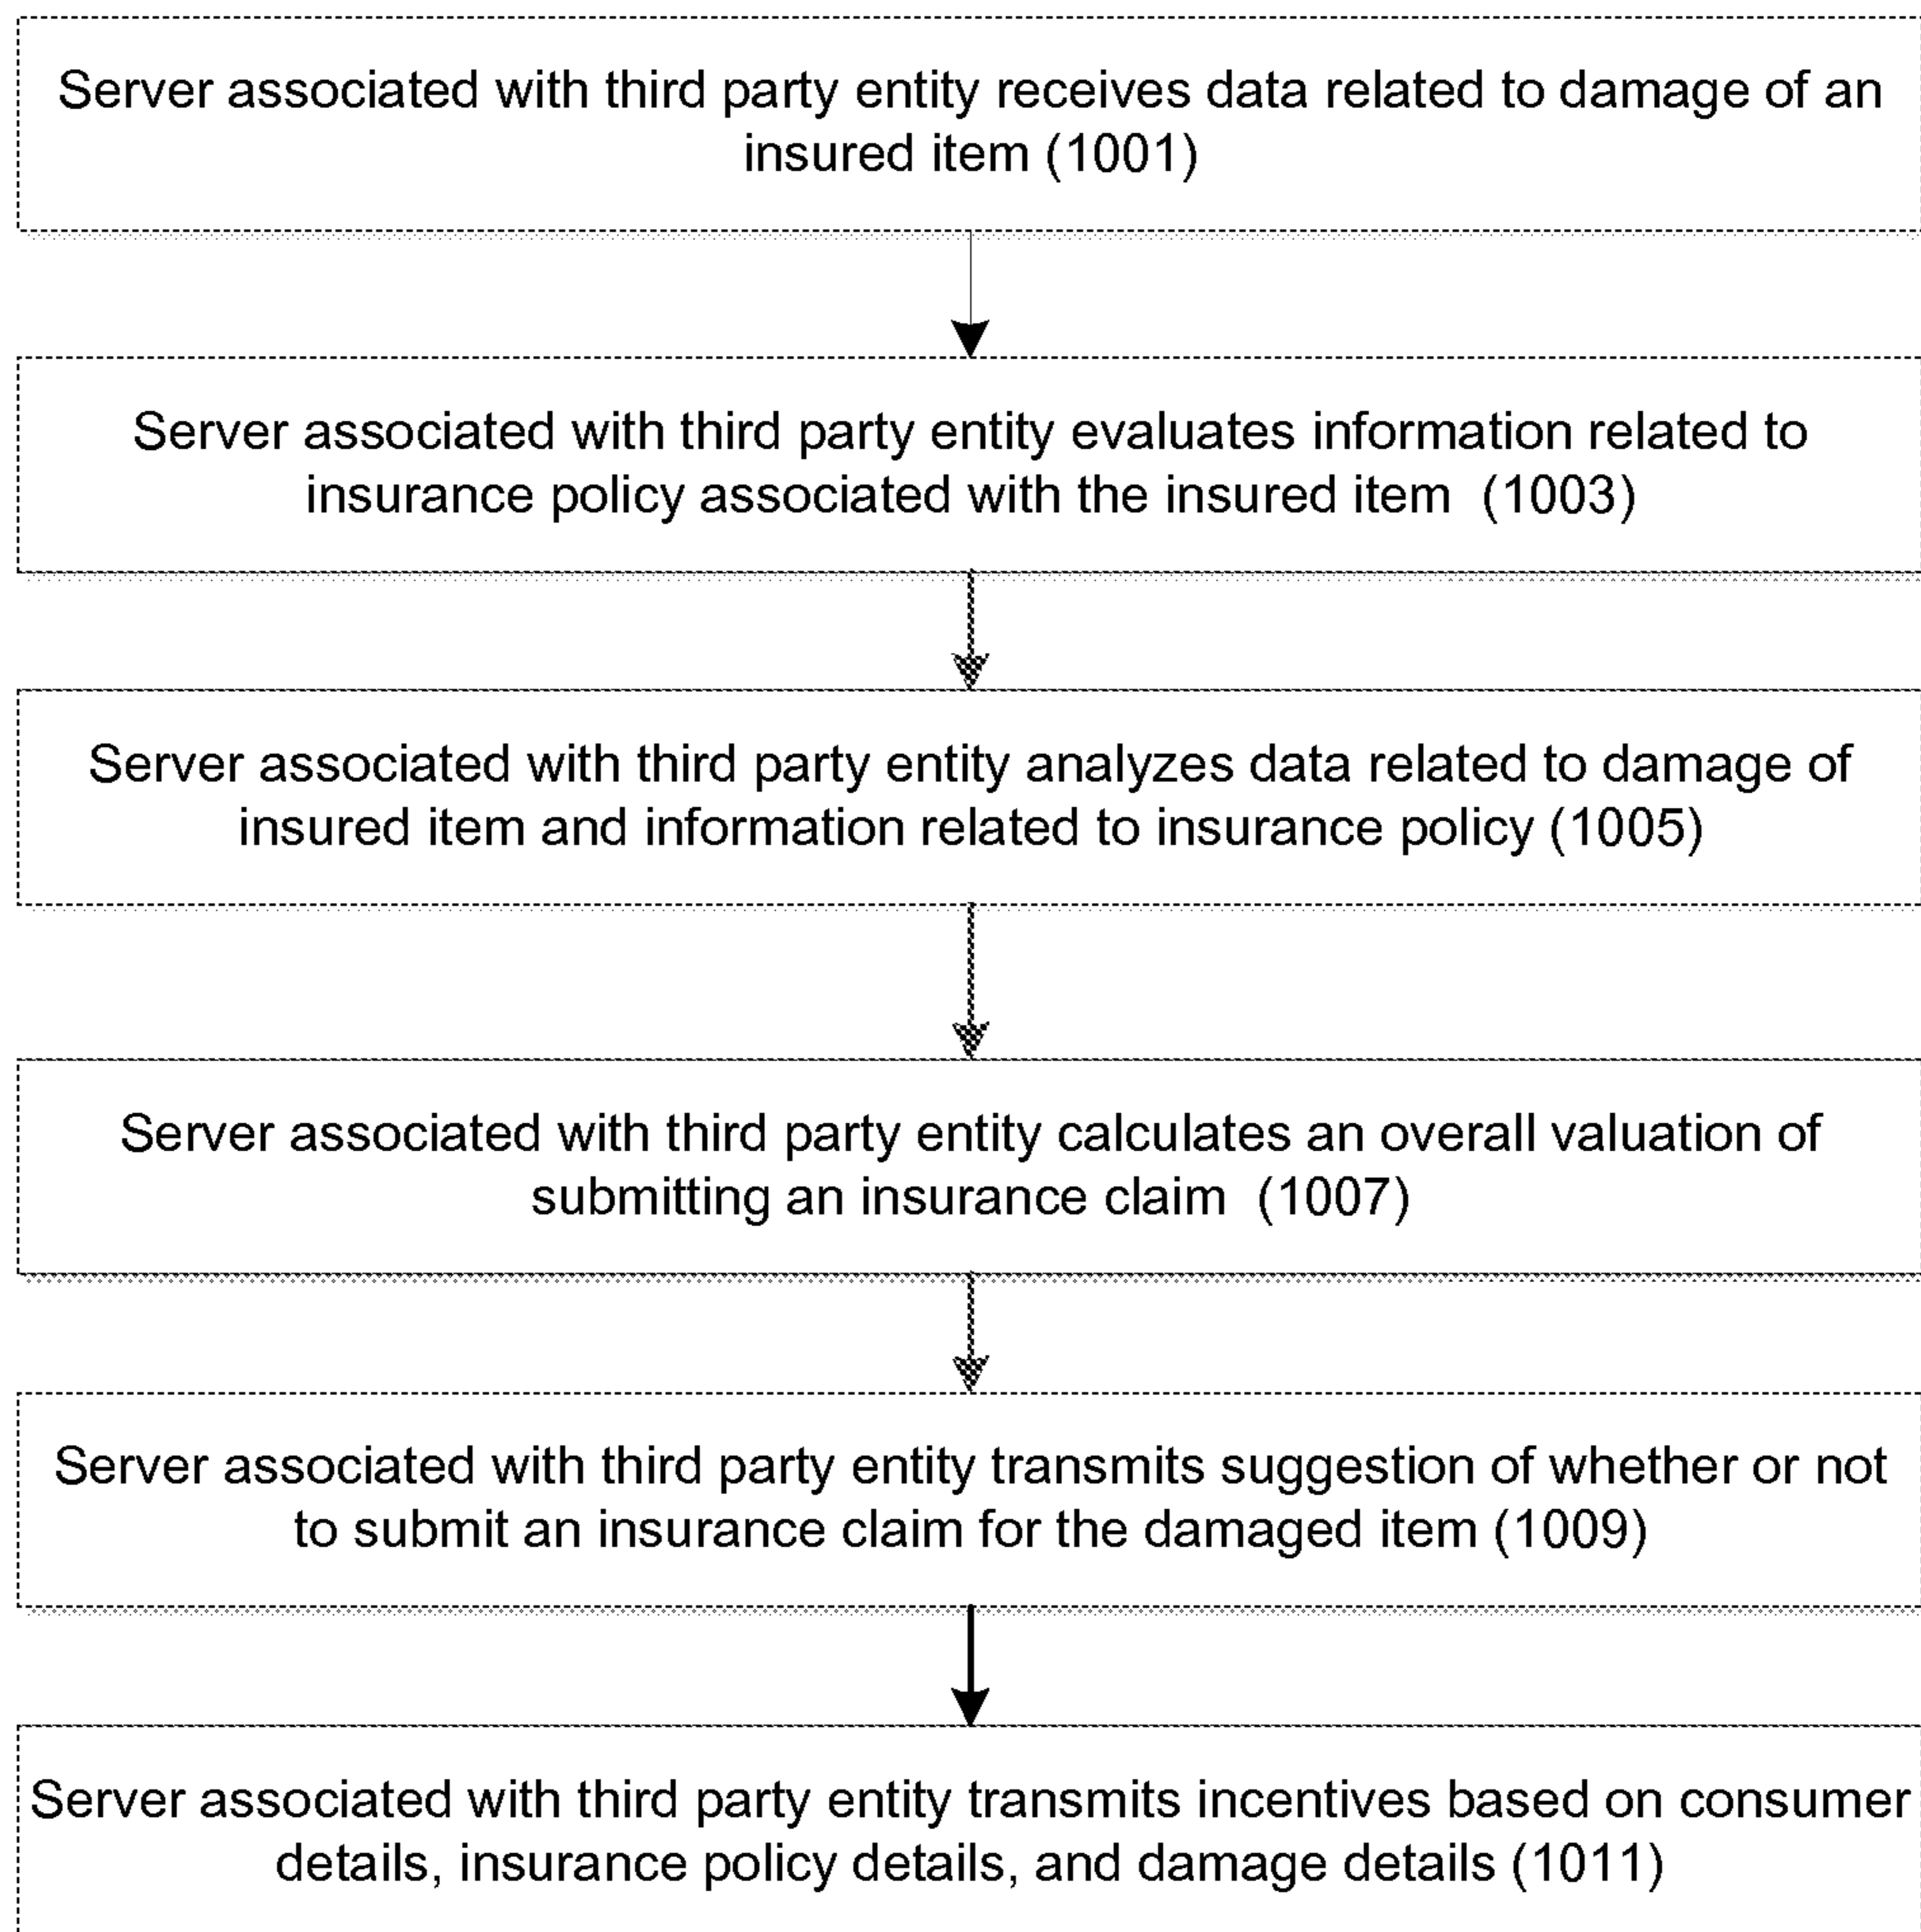 Server associated with third party entity receives data related to damage of an
insured item (1001)
Server associated with third party entity evaluates information related to
insurance policy associated with the insured item (1003)
Server associated with third party entity analyzes data related to damage of
insured item and information related to insurance policy (1005)
Server associated with third party entity calculates an overall valuation of
submitting an insurance claim (1007)
Server associated with third party entity transmits suggestion of whether or not
to submit an insurance claim for the damaged item (1009)
Server associated with third party entity transmits incentives based on consumer
details, insurance policy details, and damage details (1011)